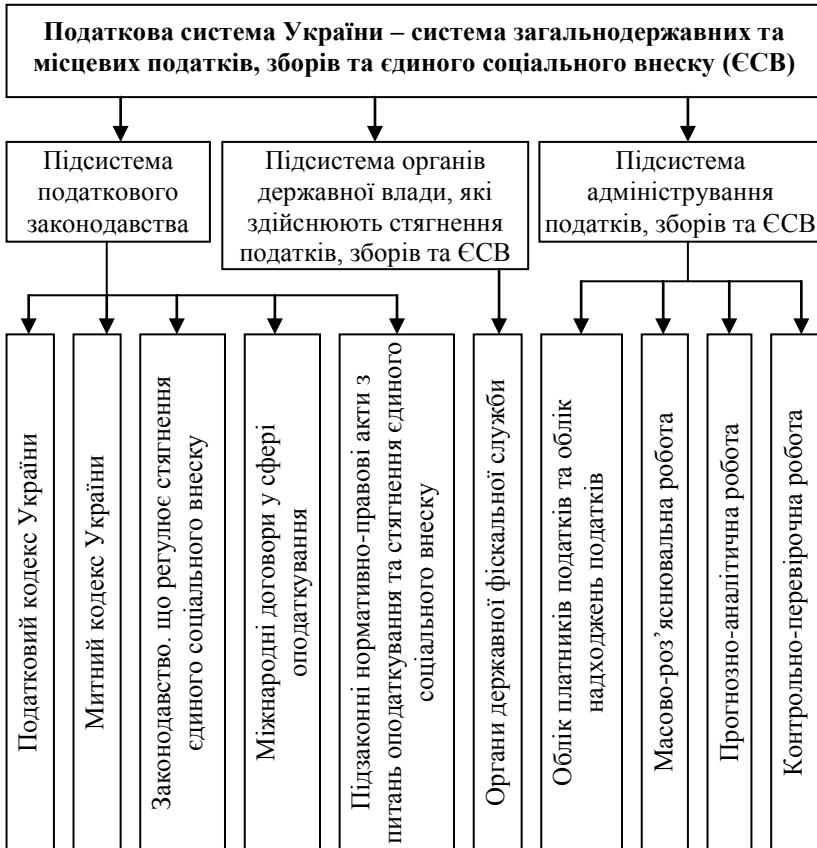 Податкова система України – система загальнодержавних та
місцевих податків, зборів та єдиного соціального внеску (ЄСВ)
Підсистема
податкового
законодавства
Підсистема органів
державної влади, які
здійснюють стягнення
податків, зборів та ЄСВ
Підсистема
адміністрування
податків, зборів та ЄСВ
Податковий кодекс України
Митний кодекс України
Законодавство. що регулює стягнення
єдиного соціального внеску
Міжнародні договори у сфері
оподаткування
Підзаконні нормативно-правові акти з
питань оподаткування та стягнення єдиного
соціального внеску
Органи державної фіскальної служби
Облік платників податків та облік
надходжень податків
Масово-роз’яснювальна робота
Прогнозно-аналітична робота
Контрольно-перевірочна робота